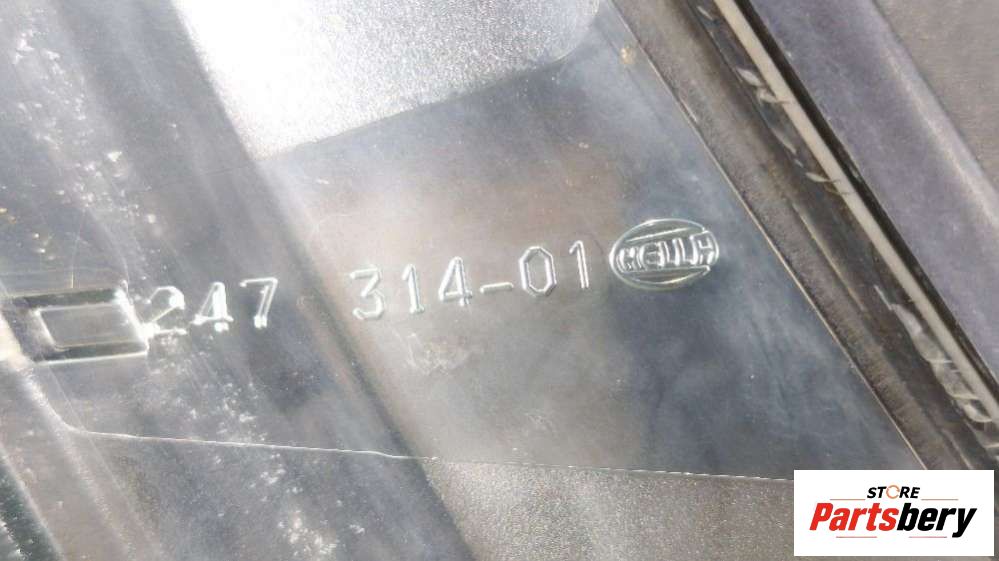 247 314-01 HELLA
STORE
Partsbery